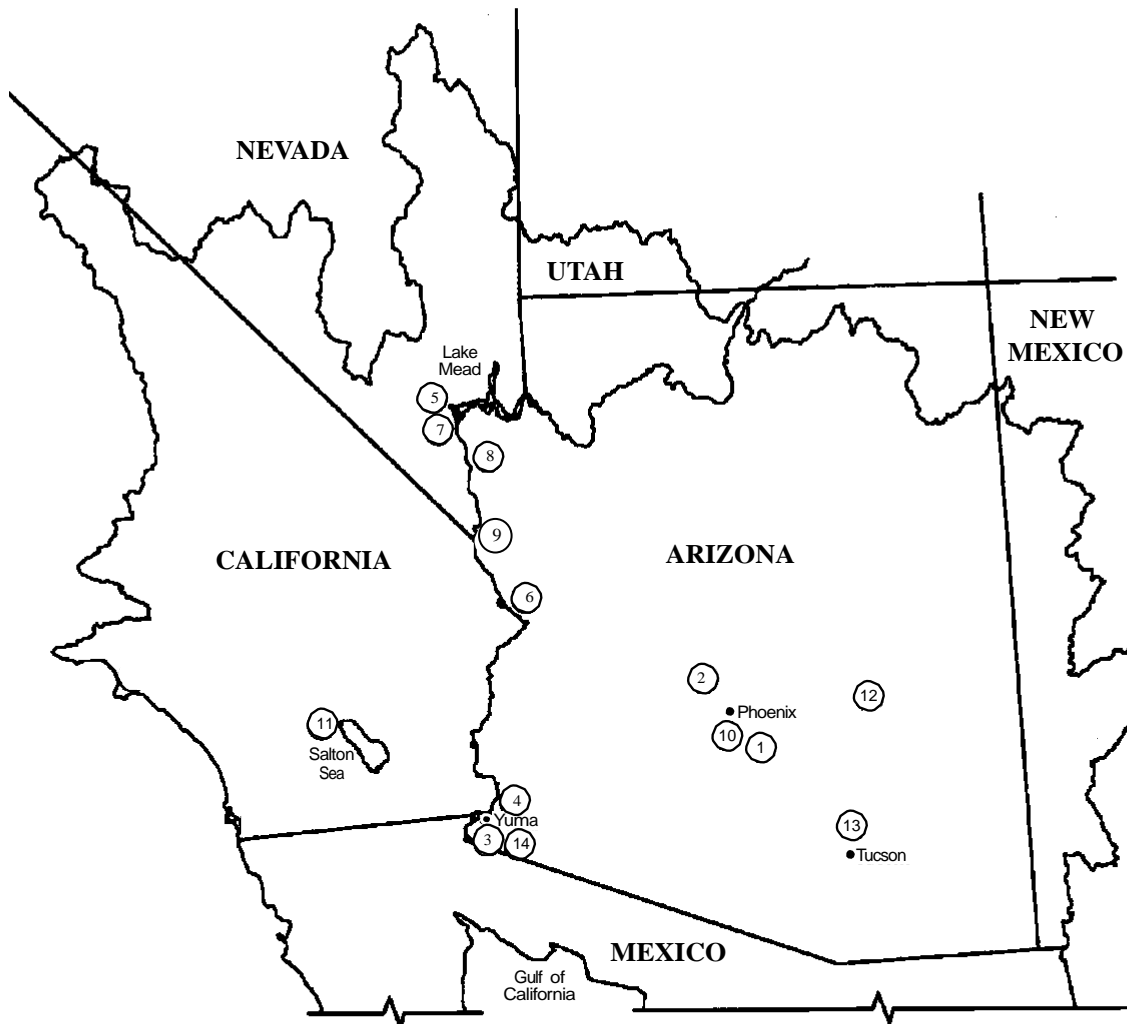 NEVADA
UTAH
NEW
MEXICO
Lake
Mead
5
7
8
9
CALIFORNIA
ARIZONA
6
2
12
Phoenix
11
10
1
Salton
Sea
4
Yuma
13
3
14
Tucson
MEXICO
Gulf of
California